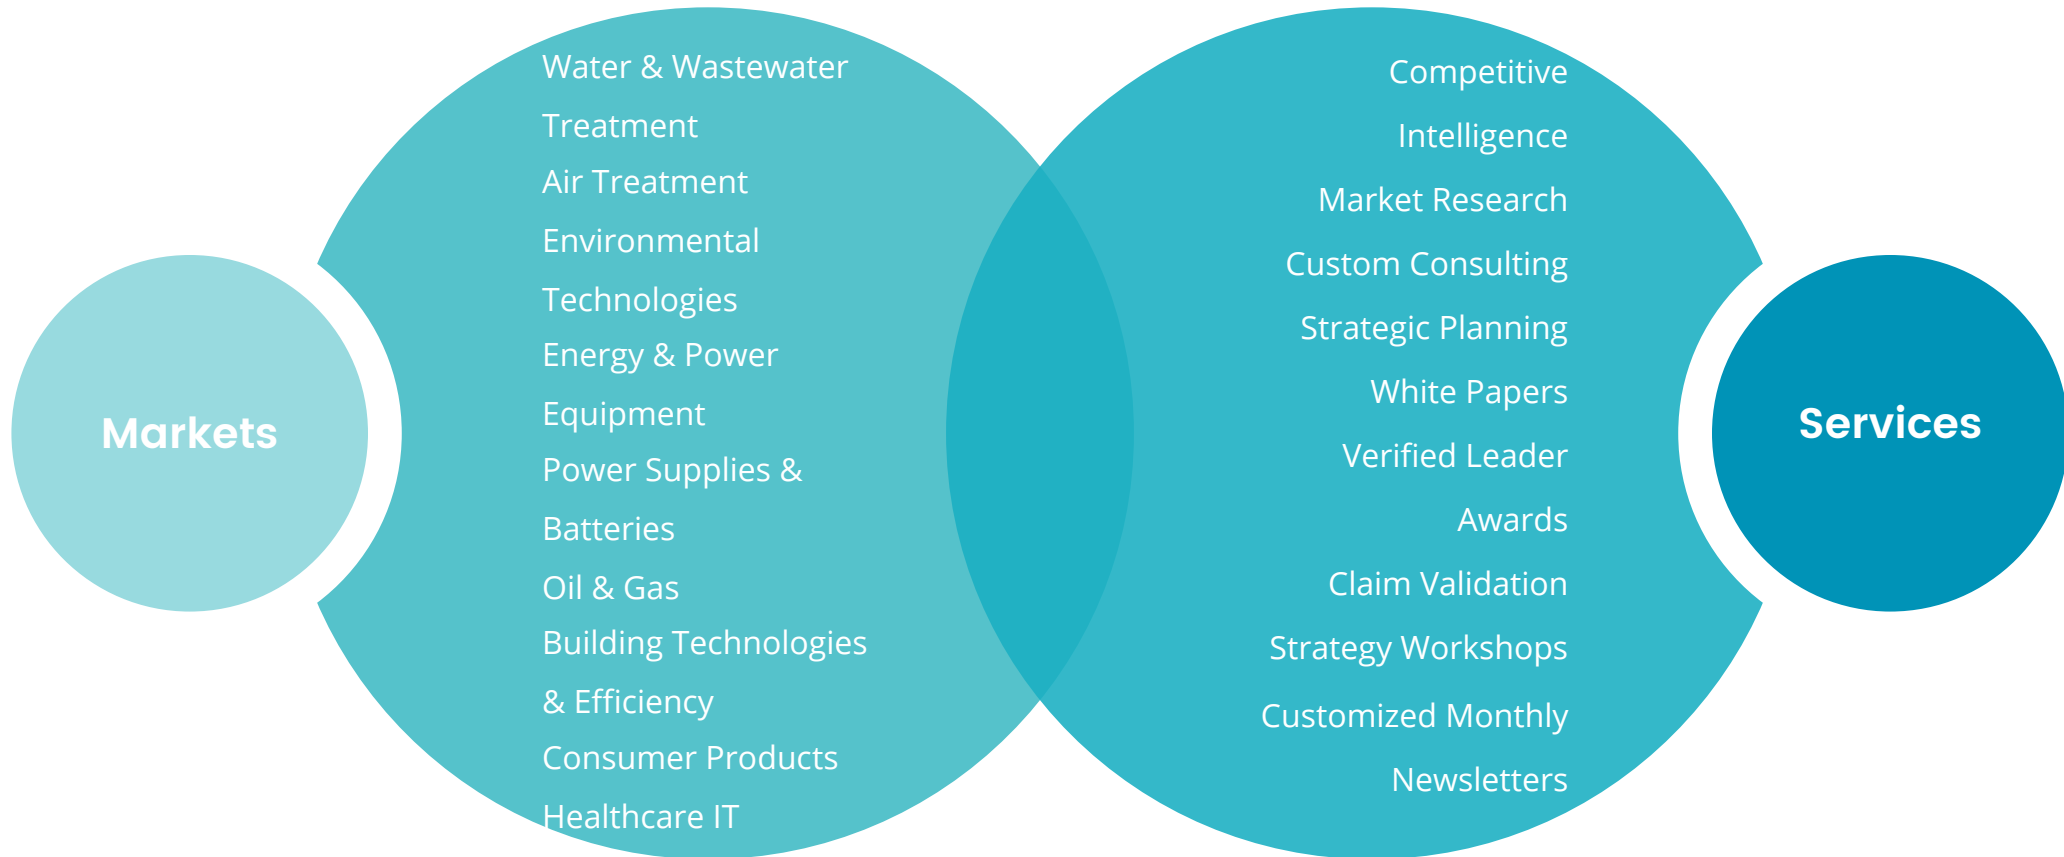 Markets
Water & Wastewater
Treatment
Air Treatment
Environmental
Technologies
Energy & Power
Equipment
Power Supplies &
Batteries
Oil & Gas
Building Technologies
& Efficiency
Consumer Products
Healthcare IT
Competitive
Intelligence
Market Research
Custom Consulting
Strategic Planning
White Papers
Verified Leader
Awards
Claim Validation
Strategy Workshops
Customized Monthly
Newsletters
Services